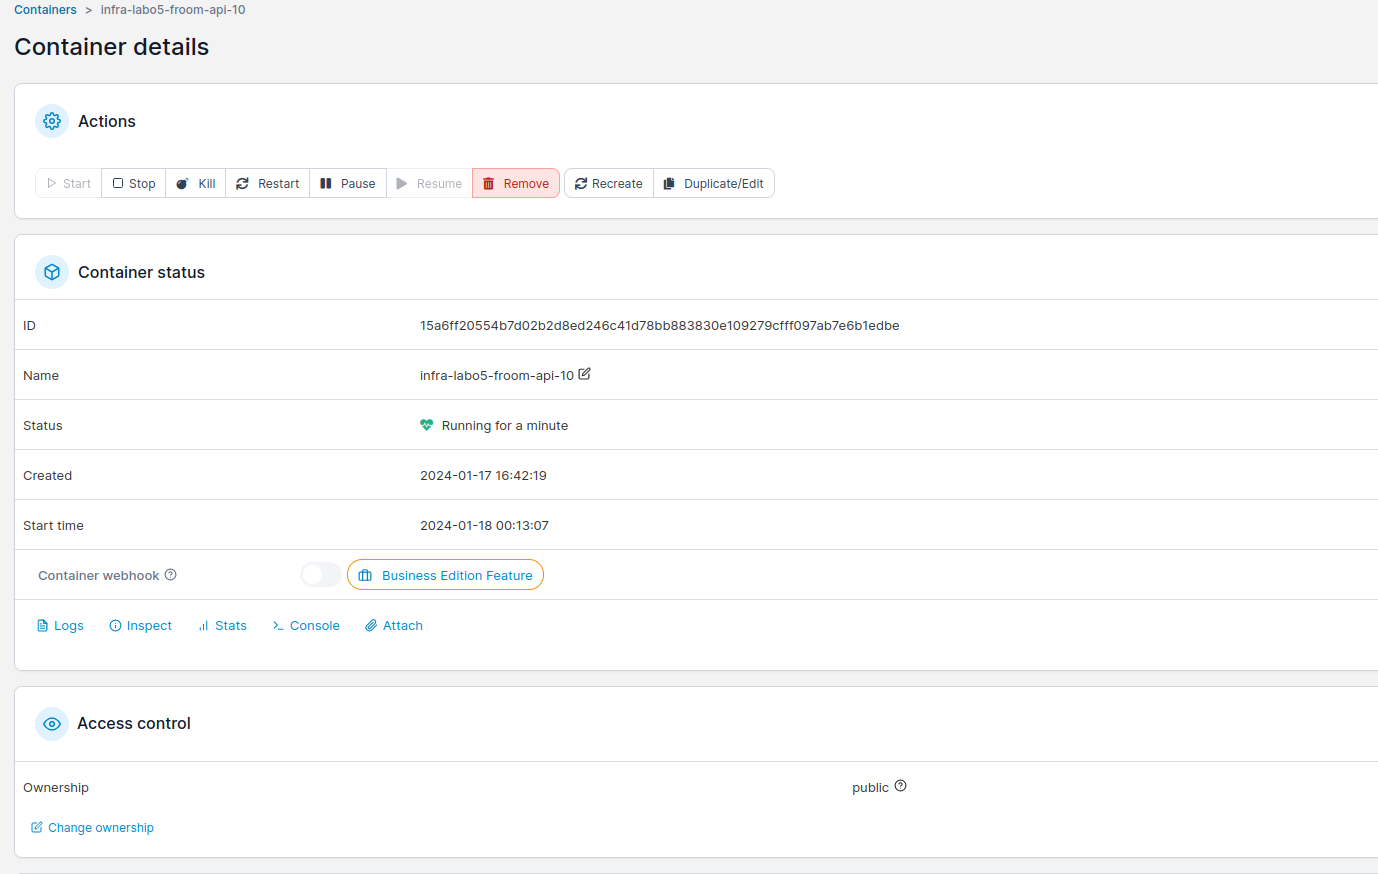 Containers > infra-labo5-froom-api-10
Container details
Actions
Start Stop Kill Restart Pause Resume Remove Recreate Duplicate/Edit
Container status
ID 15a6ff20554b7d02b2d8ed246c41d78bb883830e109279cfff097ab7e6b1edbe
Name infra-labo5-froom-api-10
Status Running for a minute
Created 2024-01-17 16:42:19
Start time 2024-01-18 00:13:07
Container webhook Business Edition Feature
Logs Inspect Stats Console Attach
Access control
Ownership public
Change ownership